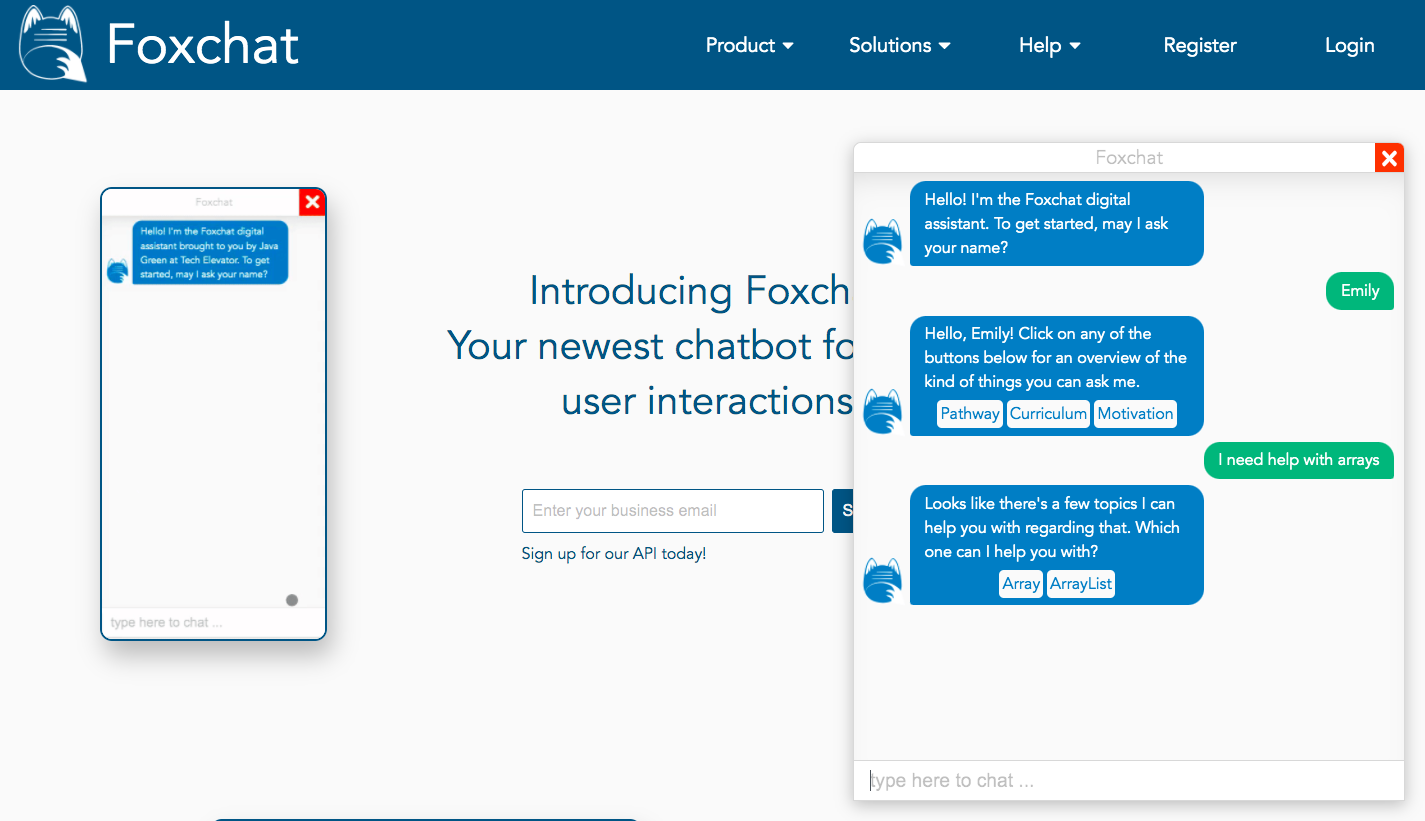 Foxchat
Product
Solutions
Help
Register
Login
Foxchat
Hello! I'm the Foxchat digital
assistant brought to you by Java
Green at Tech Elevator. To get
started, may I ask your name?
type here to chat ...
Introducing Foxch
Your newest chatbot fo
user interactions
Enter your business email
S
Sign up for our API today!
Foxchat
Hello! I'm the Foxchat digital
assistant. To get started, may I ask
your name?
Emily
Hello, Emily! Click on any of the
buttons below for an overview of the
kind of things you can ask me.
Pathway Curriculum Motivation
I need help with arrays
Looks like there's a few topics I can
help you with regarding that. Which
one can I help you with?
Array ArrayList
type here to chat ...